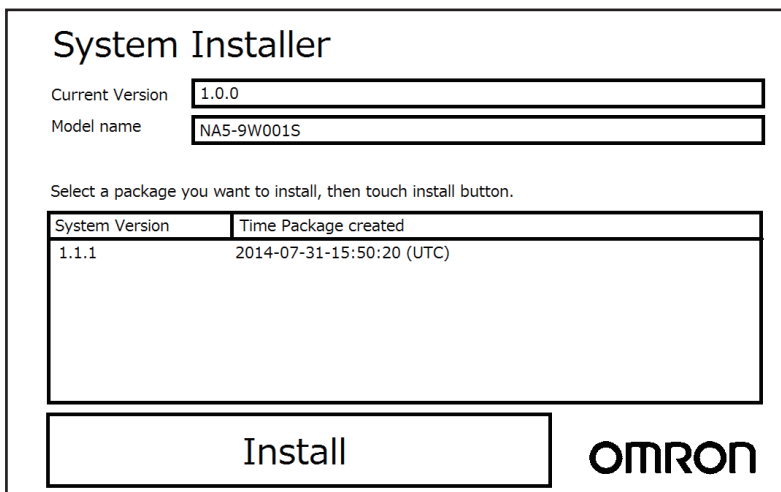 System Installer
Current Version 1.0.0
Model name NA5-9W001S
Select a package you want to install, then touch install button.
System Version Time Package created
1.1.1 2014-07-31-15:50:20 (UTC)
Install
OMRON